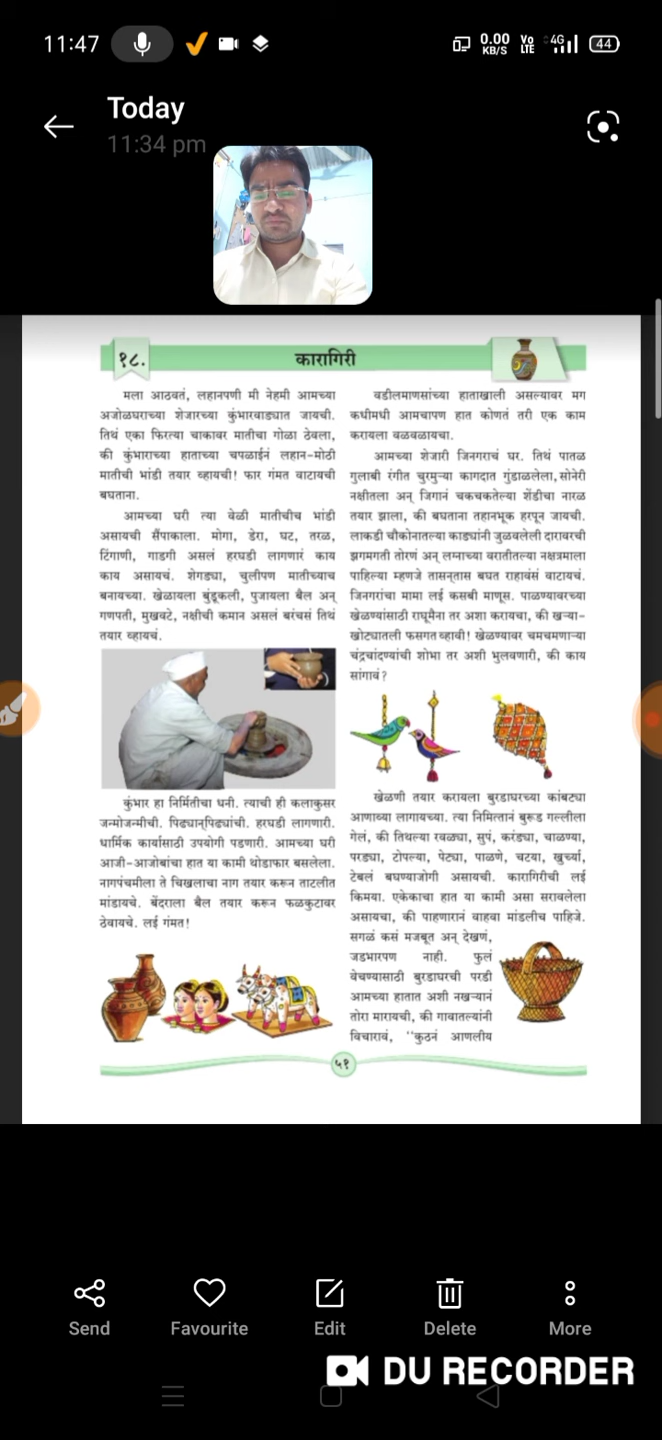 11:47
0.00
KB/S
Vo
LTE
4G
44
Today
11:34 pm
१८.
कारागिरी
मला आठवतं, लहानपणी मी नेहमी आमच्या
अजोळघराच्या शेजारच्या कुंभारवाड्यात जायची.
तिथं एका फिरत्या चाकावर मातीचा गोळा ठेवला,
की कुंभाराच्या हाताच्या चपळाईनं लहान-मोठी
मातीची भांडी तयार व्हायची! फार गंमत वाटायची
बघताना.
आमच्या घरी त्या वेळी मातीचीच भांडी
असायची सैंपाकाला. मोगा, डेरा, घट, तरळ,
टिंगाणी, गाडगी असलं हरघडी लागणारं काय
काय असायचं. शेगड्या, चुलीपण मातीच्याच
बनायच्या. खेळायला बुंडूकली, पुजायला बैल अन्
गणपती, मुखवटे, नक्षीची कमान असलं बरंचसं तिथं
तयार व्हायचं.
कुंभार हा निर्मितीचा धनी. त्याची ही कलाकुसर
जन्मोजन्मीची. पिढ्यान्‌पिढ्यांची. हरघडी लागणारी.
धार्मिक कार्यासाठी उपयोगी पडणारी. आमच्या घरी
आजी-आजोबांचा हात या कामी थोडाफार बसलेला.
नागपंचमीला ते चिखलाचा नाग तयार करून ताटलीत
मांडायचे. बेंदराला बैल तयार करून फळकुटावर
ठेवायचे. लई गंमत!
वडीलमाणसांच्या हाताखाली असल्यावर मग
कधीमधी आमचापण हात कोणतं तरी एक काम
करायला वळवळायचा.
आमच्या शेजारी जिनगराचं घर. तिथं पातळ
गुलाबी रंगीत चुरमुऱ्या कागदात गुंडाळलेला, सोनेरी
नक्षीतला अन् जिगानं चकचकतेल्या शेंडीचा नारळ
तयार झाला, की बघताना तहानभूक हरपून जायची.
लाकडी चौकोनातल्या काड्यांनी जुळवलेली दारावरची
झगमगती तोरणं अन् लग्नाच्या वरातीतल्या नक्षत्रमाला
पाहिल्या म्हणजे तासन्‌तास बघत राहावंसं वाटायचं.
जिनगरांचा मामा लई कसबी माणूस. पाळण्यावरच्या
खेळण्यांसाठी राघूमैना तर अशा करायचा, की खऱ्या-
खोट्यातली फसगत व्हावी! खेळण्यावर चमचमणाऱ्या
चंद्रचांदण्यांची शोभा तर अशी भुलवणारी, की काय
सांगावं?
खेळणी तयार करायला बुरडाघरच्या कांबट्या
आणाव्या लागायच्या. त्या निमित्तानं बुरूड गल्लीला
गेलं, की तिथल्या रवळ्या, सुपं, करंड्या, चाळण्या,
परड्या, टोपल्या, पेट्या, पाळणे, चटया, खुर्च्या,
टेबलं बघण्याजोगी असायची. कारागिरीची लई
किमया. एकेकाचा हात या कामी असा सरावलेला
असायचा, की पाहणारानं वाहवा मांडलीच पाहिजे.
सगळं कसं मजबूत अन् देखणं,
जडभारपण नाही. फुलं
वेचण्यासाठी बुरडाघरची परडी
आमच्या हातात अशी नखऱ्यानं
तोरा मारायची, की गावातल्यांनी
विचारावं, ‘‘कुठनं आणलीय
५१
Send
Favourite
Edit
Delete
More
DU RECORDER